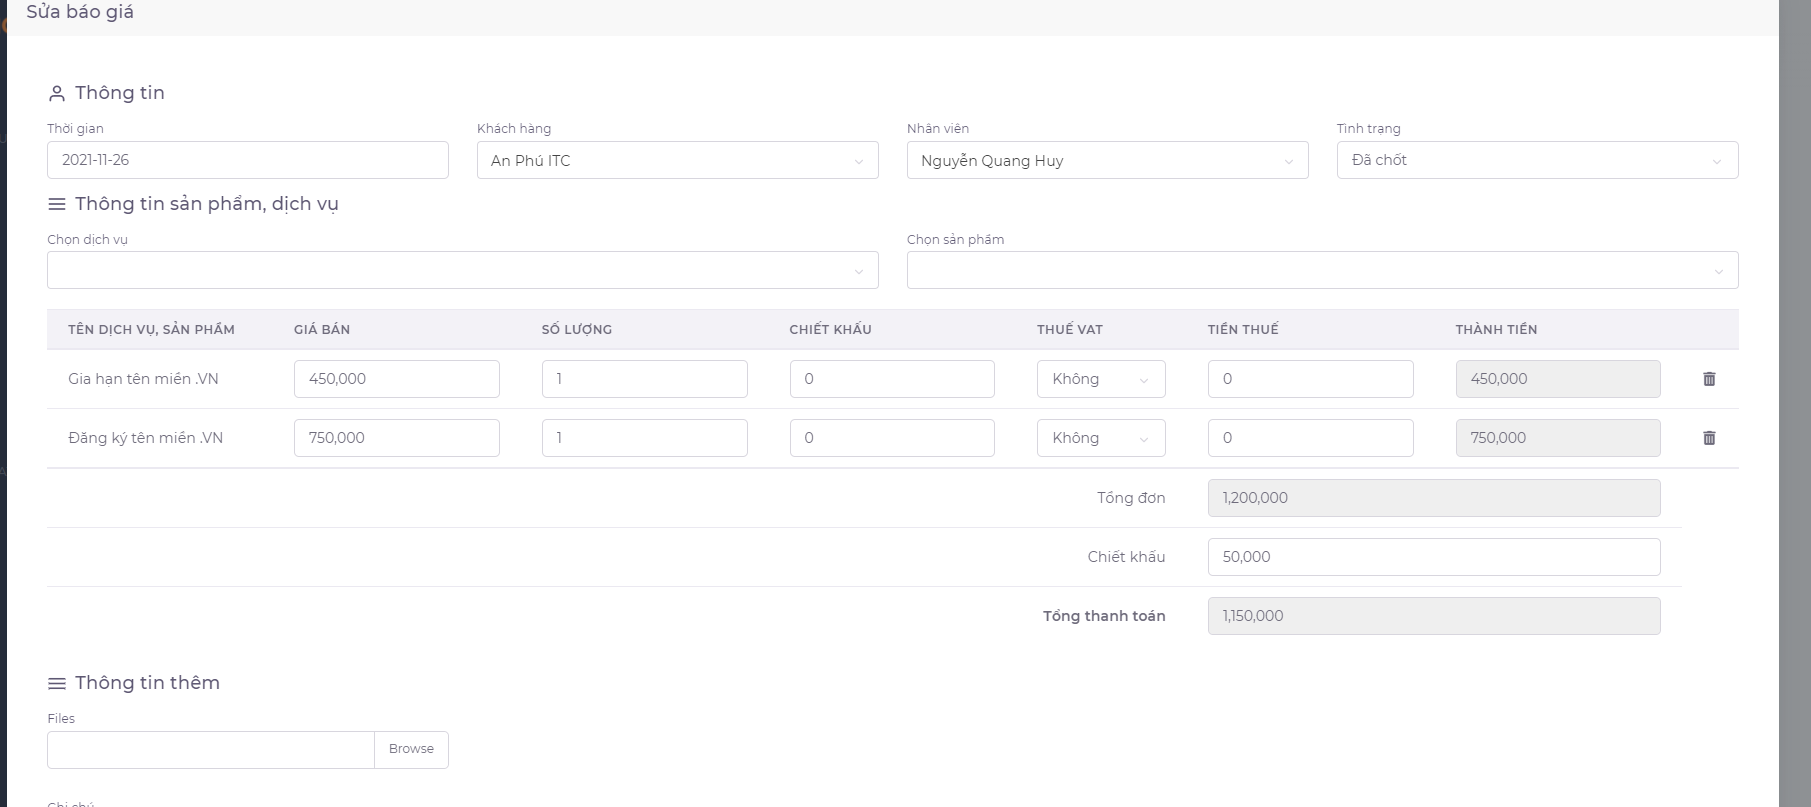 Sửa báo giá
Thông tin
Thời gian Khách hàng Nhân viên Tình trạng
2021-11-26 An Phú ITC Nguyễn Quang Huy Đã chốt
Thông tin sản phẩm, dịch vụ
Chọn dịch vụ Chọn sản phẩm
TÊN DỊCH VỤ, SẢN PHẨM GIÁ BÁN SỐ LƯỢNG CHIẾT KHẤU THUẾ VAT TIỀN THUẾ THÀNH TIỀN
Gia hạn tên miền .VN 450,000 1 0 Không 0 450,000
Đăng ký tên miền .VN 750,000 1 0 Không 0 750,000
Tổng đơn 1,200,000
Chiết khấu 50,000
Tổng thanh toán 1,150,000
Thông tin thêm
Files
Browse